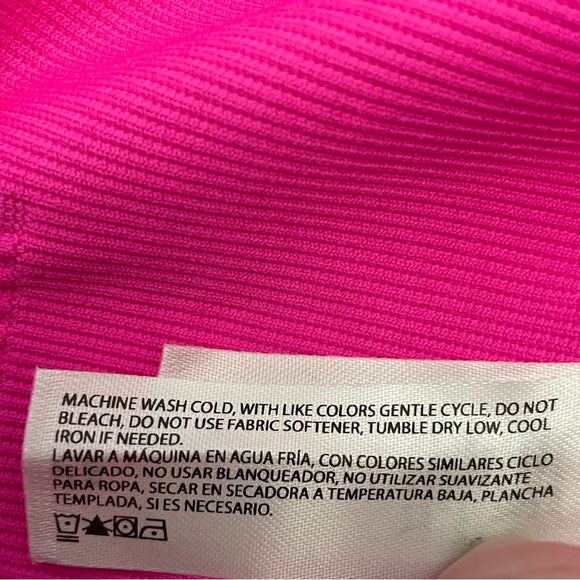 MACHINE WASH COLD, WITH LIKE COLORS GENTLE CYCLE, DO NOT
BLEACH, DO NOT USE FABRIC SOFTENER, TUMBLE DRY LOW, COOL
IRON IF NEEDED.
LAVAR A MÁQUINA EN AGUA FRÍA, CON COLORES SIMILARES CICLO
DELICADO, NO USAR BLANQUEADOR, NO UTILIZAR SUAVIZANTE
PARA ROPA, SECAR EN SECADORA A TEMPERATURA BAJA, PLANCHA
TEMPLADA, SI ES NECESARIO.